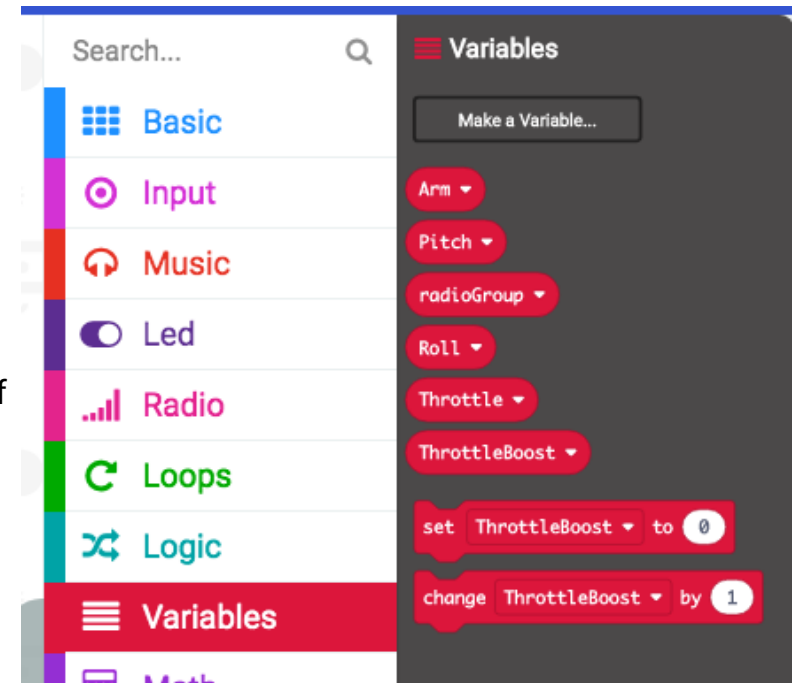 Search...
Basic
Input
Music
Led
f
Radio
Loops
Logic
Variables
Math
Variables
Make a Variable...
Arm
Pitch
radioGroup
Roll
Throttle
ThrottleBoost
set ThrottleBoost to 0
change ThrottleBoost by 1